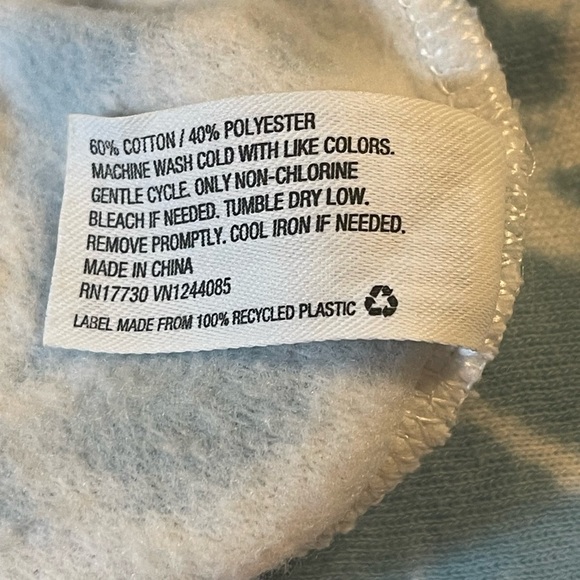 60% COTTON / 40% POLYESTER
MACHINE WASH COLD WITH LIKE COLORS.
GENTLE CYCLE. ONLY NON-CHLORINE
BLEACH IF NEEDED. TUMBLE DRY LOW.
REMOVE PROMPTLY. COOL IRON IF NEEDED.
MADE IN CHINA
RN17730 VN1244085
LABEL MADE FROM 100% RECYCLED PLASTIC